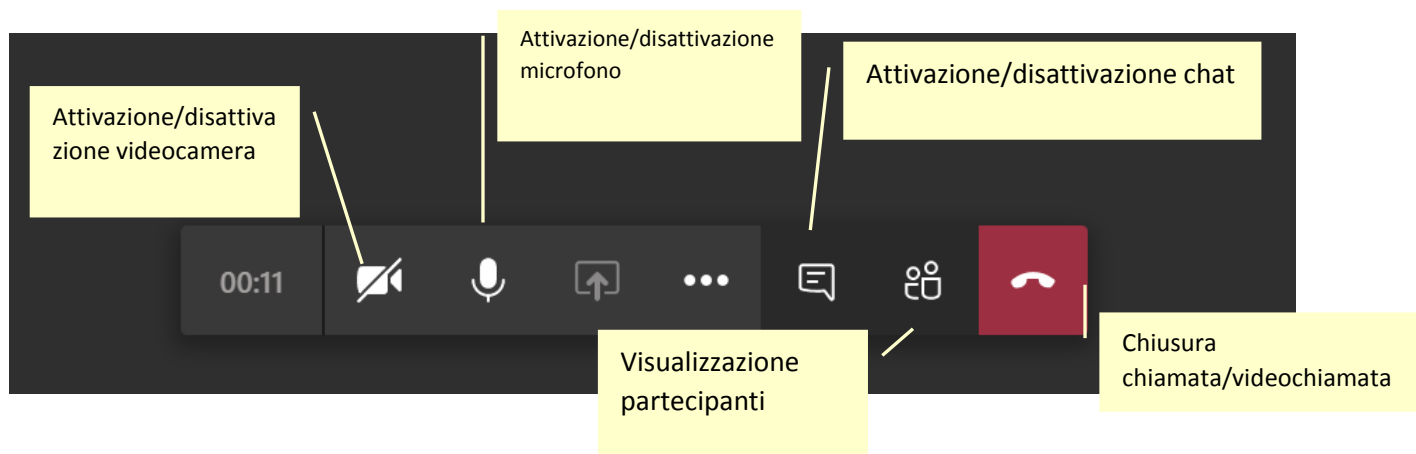 Attivazione/disattivazione
microfono
Attivazione/disattivazione chat
Attivazione/disattiva
zione videocamera
00:11
Visualizzazione
partecipanti
Chiusura
chiamata/videochiamata